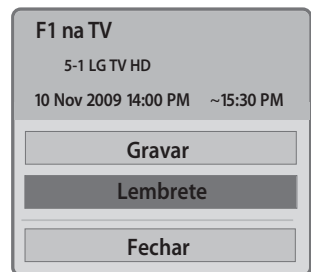 F1 na TV
5-1 LG TV HD
10 Nov 2009 14:00 PM ~15:30 PM
Gravar
Lembrete
Fechar